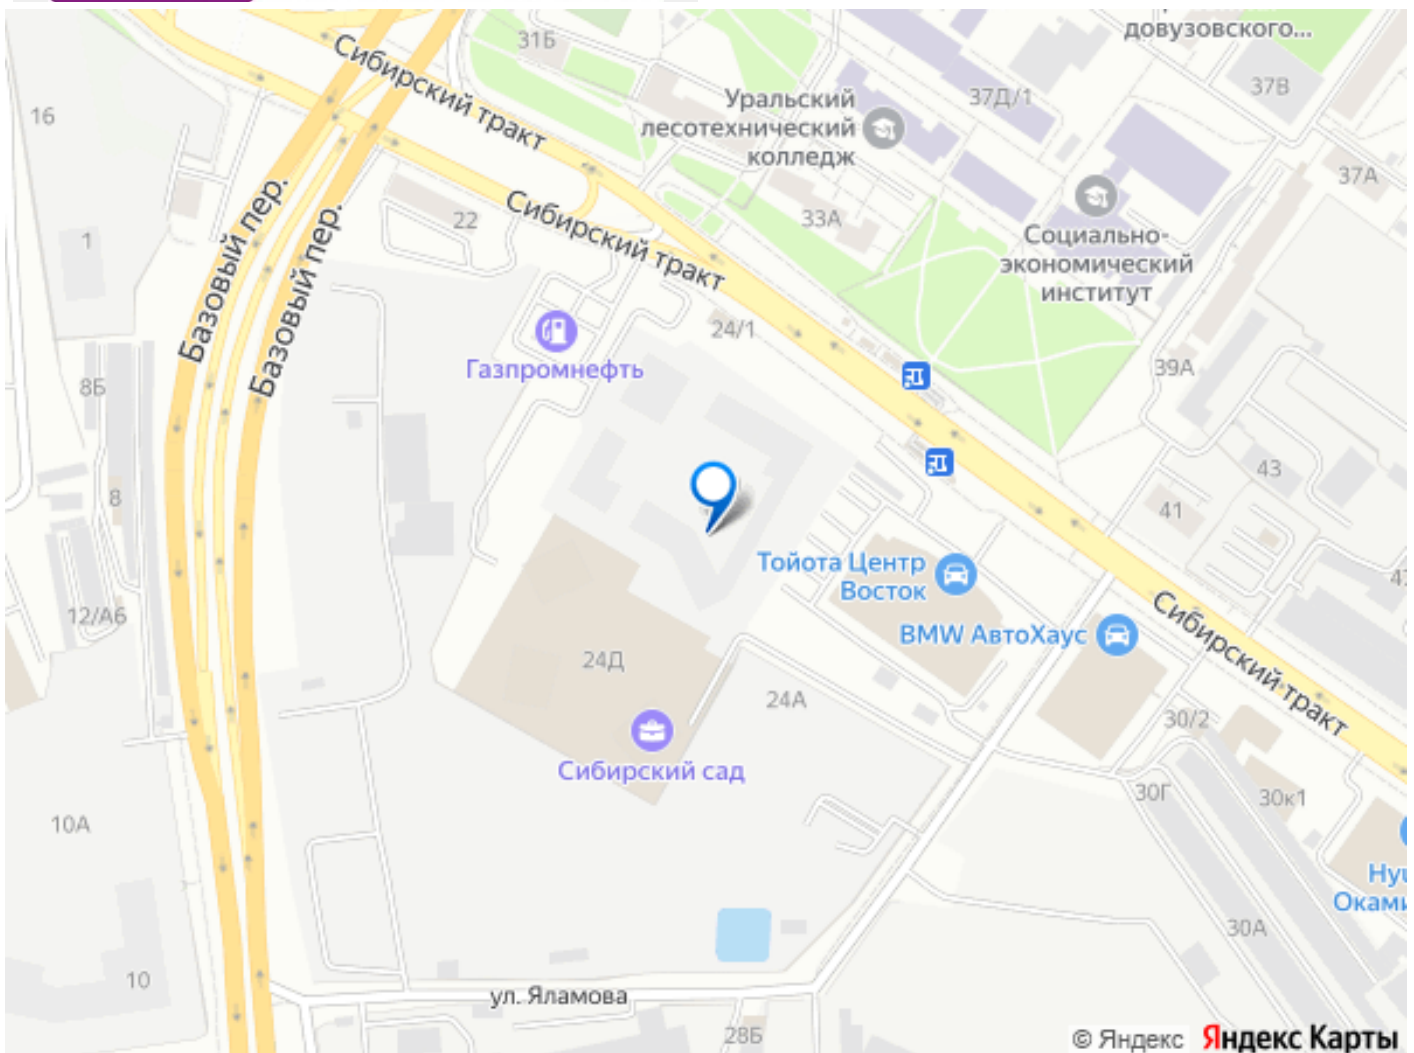 довузовского...
Сибирский тракт
31Б
37В
16
Уральский
лесотехнический
колледж
37Д/1
37А
Базовый пер.
Базовый пер.
22
Сибирский тракт
33А
Социально-
экономический
институт
1
24/1
Газпромнефть
39А
8Б
43
8
41
Тойота Центр
Восток
12/А6
BMW АвтоХаус
Сибирский тракт
24Д
24А
30/2
Сибирский сад
30Г
30к1
10А
Оками
30А
10
ул. Яламова
28Б
© Яндекс Яндекс Карты